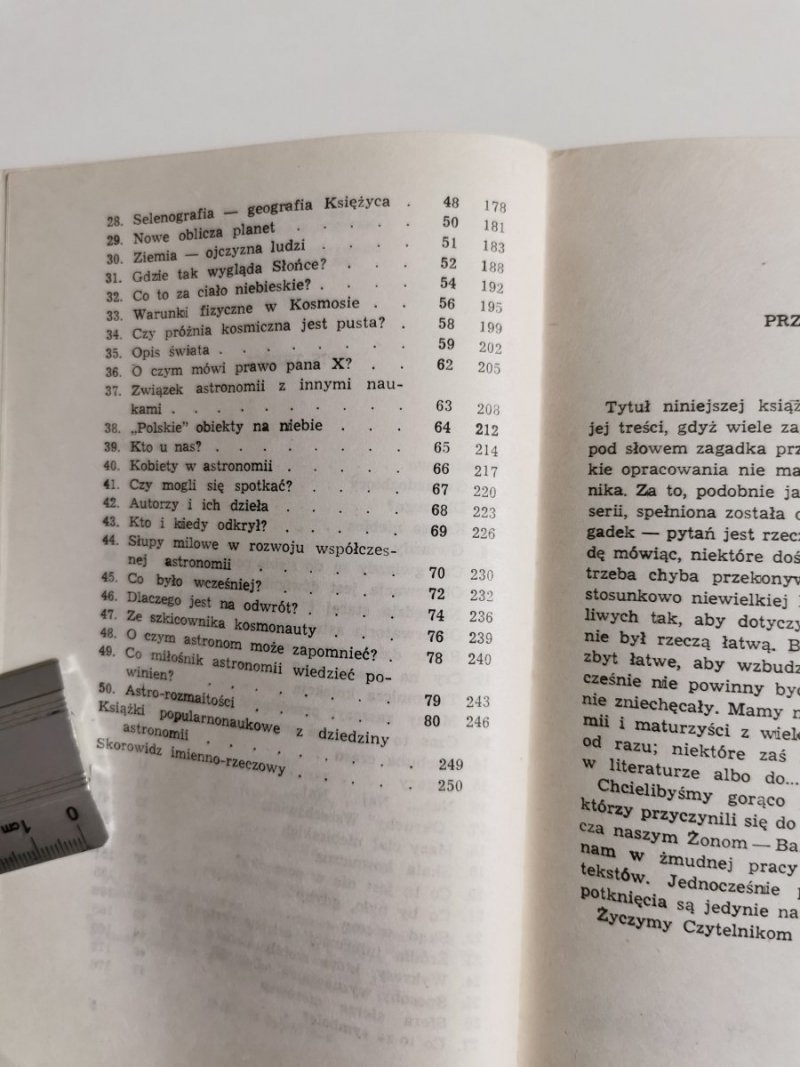 28. Selenografia — geografia Księżyca . 48 178
29. Nowe oblicza planet . . . . . 50 181
30. Ziemia — ojczyzna ludzi . . . . 51 183
31. Gdzie tak wygląda Słońce? . . . 52 188
32. Co to za ciało niebieskie? . . . . 54 192
33. Warunki fizyczne w Kosmosie . . 56 195
34. Czy próżnia kosmiczna jest pusta? . 58 199
35. Opis świata . . . . . . . . 59 202
36. O czym mówi prawo pana X? . . 62 205
37. Związek astronomii z innymi nau-
kami . . . . . . . . . 63 208
38. „Polskie” obiekty na niebie . . . 64 212
39. Kto u nas? . . . . . . . . 65 214
40. Kobiety w astronomii . . . . . 66 217
41. Czy mogli się spotkać? . . . . 67 220
42. Autorzy i ich dzieła . . . . . 68 223
43. Kto i kiedy odkrył? . . . . . 69 226
44. Słupy milowe w rozwoju współczes-
nej astronomii . . . . . . 70 230
45. Co było wcześniej? . . . . . 72 232
46. Dlaczego jest na odwrót? . . . . 74 236
47. Ze szkicownika kosmonauty . . . 76 239
48. O czym astronom może zapomnieć? . 78 240
49. Co miłośnik astronomii wiedzieć po-
winien? . . . . . . . . 79 243
50. Astro-rozmaitości . . . . . . 80 246
Książki popularnonaukowe z dziedziny
astronomii . . . . . . . . . 249
Skorowidz imienno-rzeczowy . . . . . 250
PRZ
Tytuł niniejszej książ
jej treści, gdyż wiele za
pod słowem zagadka prz
kie opracowania nie ma
nika. Za to, podobnie ja
serii, spełniona została
gadek — pytań jest rzecz
dę mówiąc, niektóre doś
trzeba chyba przekonyw
stosunkowo niewielkiej
liwych tak, aby dotyczy
nie był rzeczą łatwą. B
zbyt łatwe, aby wzbudz
cześnie nie powinny być
nie zniechęcały. Mamy n
mii i maturzyści z wielk
od razu; niektóre zaś
w literaturze albo do...
Chcielibyśmy gorąco
którzy przyczynili się do
cza naszym Żonom — Ba
nam w żmudnej pracy
tekstów. Jednocześnie p
potknięcia są jedynie na
Życzymy Czytelnikom
0
1cm